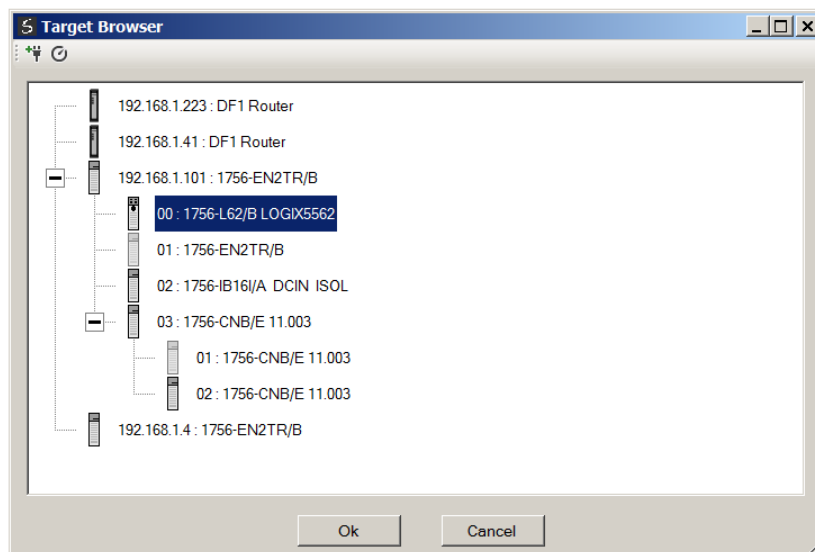 Target Browser
192.168.1.223 : DF1 Router
192.168.1.41 : DF1 Router
192.168.1.101 : 1756-EN2TR/B
00 : 1756-L62/B LOGIX5562
01 : 1756-EN2TR/B
02 : 1756-IB16I/A DCIN ISOL
03 : 1756-CNB/E 11.003
01 : 1756-CNB/E 11.003
02 : 1756-CNB/E 11.003
192.168.1.4 : 1756-EN2TR/B
Ok Cancel